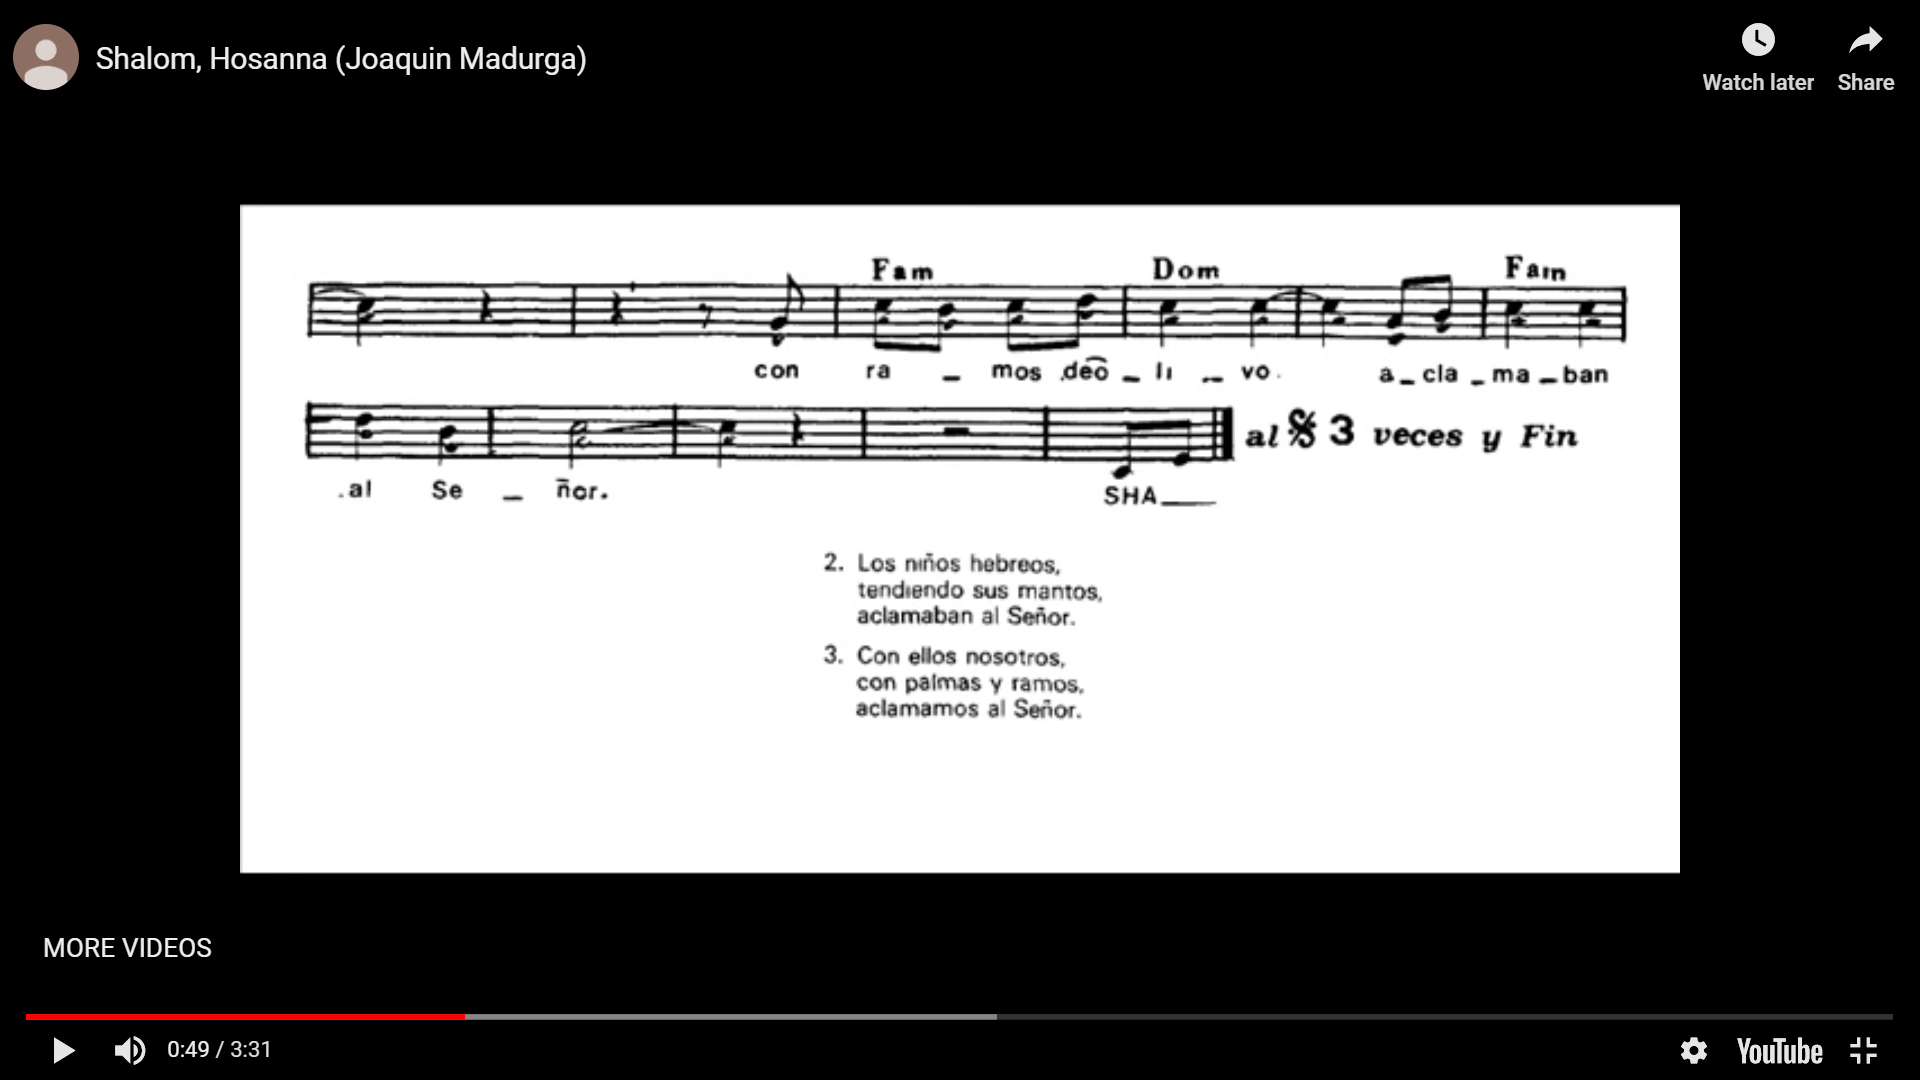 Shalom, Hosanna (Joaquin Madurga)
Watch later
Share
Fam Dom Fam
con ra _ mos deo _ li _ vo. a _ cla _ ma _ ban
al 𝄋 3 veces y Fin
.al Se _ ñor. SHA___
2. Los niños hebreos,
tendiendo sus mantos,
aclamaban al Señor.
3. Con ellos nosotros,
con palmas y ramos,
aclamamos al Señor.
MORE VIDEOS
0:49 / 3:31
YouTube